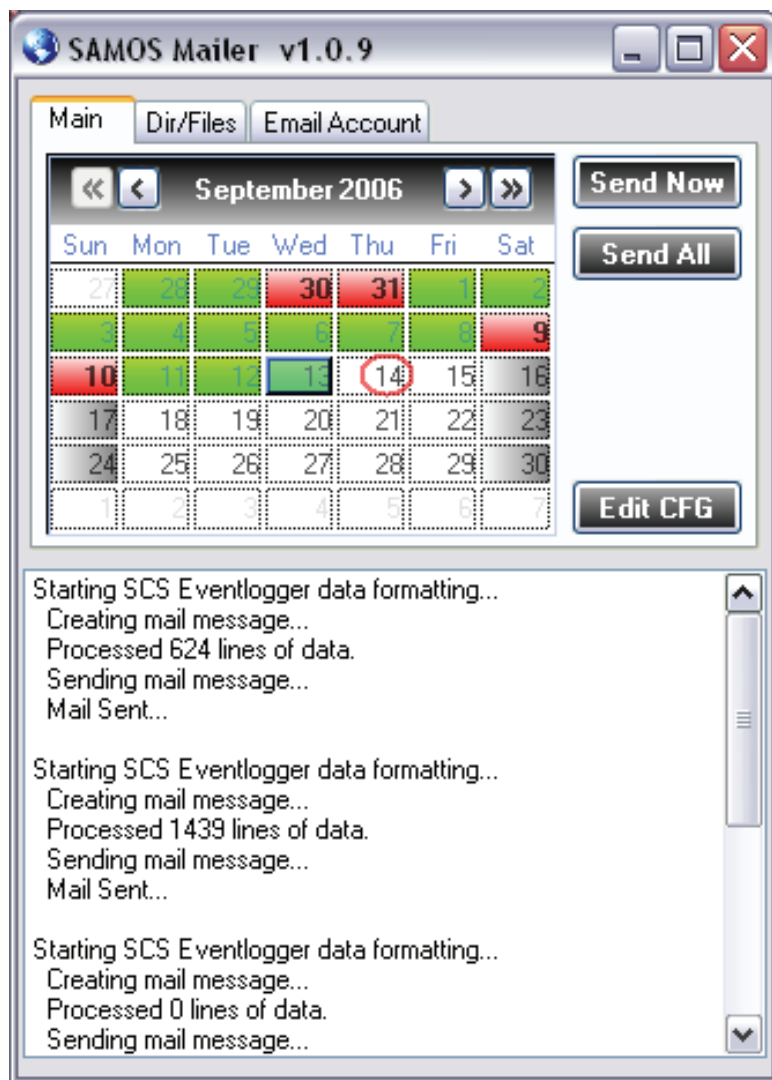 SAMOS Mailer v1.0.9
Main Dir/Files Email Account
September 2006
Send Now
Sun Mon Tue Wed Thu Fri Sat
Send All
27 28 29 30 31 1 2
3 4 5 6 7 8 9
10 11 12 13 14 15 16
17 18 19 20 21 22 23
24 25 26 27 28 29 30
1 2 3 4 5 6 7
Edit CFG
Starting SCS Eventlogger data formatting...
Creating mail message...
Processed 624 lines of data.
Sending mail message...
Mail Sent...
Starting SCS Eventlogger data formatting...
Creating mail message...
Processed 1439 lines of data.
Sending mail message...
Mail Sent...
Starting SCS Eventlogger data formatting...
Creating mail message...
Processed 0 lines of data.
Sending mail message...